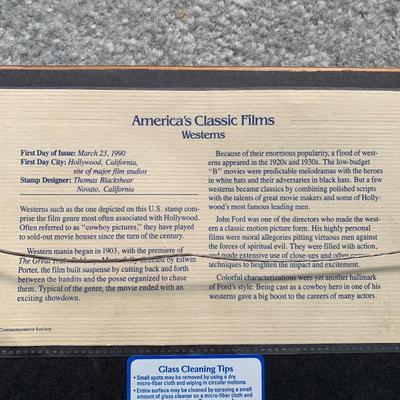 America's Classic Films
Westerns
First Day of Issue: March 23, 1990
First Day City: Hollywood, California,
site of major film studios
Stamp Designer: Thomas Blackshear
Novato, California
Westerns such as the one depicted on this U.S. stamp com-
prise the film genre most often associated with Hollywood.
Often referred to as "cowboy pictures," they have played
to sold-out movie houses since the turn of the century.
Western mania began in 1903, with the premiere of
The Great Train directed by Edwin
Porter, the film built suspense by cutting back and forth
between the bandits and the posse organized to chase
them. Typical of the genre, the movie ended with an
exciting showdown.
Because of their enormous popularity, a flood of west-
erns appeared in the 1920s and 1930s. The low-budget
"B" movies were predictable melodramas with the heroes
in white hats and their adversaries in black hats. But a few
westerns became classics by combining polished scripts
with the talents of great movie makers and some of Holly-
wood's most famous leading men.
John Ford was one of the directors who made the west-
ern a classic motion picture form. His highly personal
films were moral allegories pitting virtuous men against
the forces of spiritual evil. They were filled with action,
and made extensive use of close-ups and other
techniques to heighten the impact and excitement.
Colorful characterizations were yet another hallmark
of Ford's style. Being cast as a cowboy hero in one of his
westerns gave a big boost to the careers of many actors.
Commemorative Society
Glass Cleaning Tips
• Small spots may be removed by using a dry
micro-fiber cloth and wiping in circular motions.
• Entire surface may be cleaned by spraying a small
amount of glass cleaner on a micro-fiber cloth and